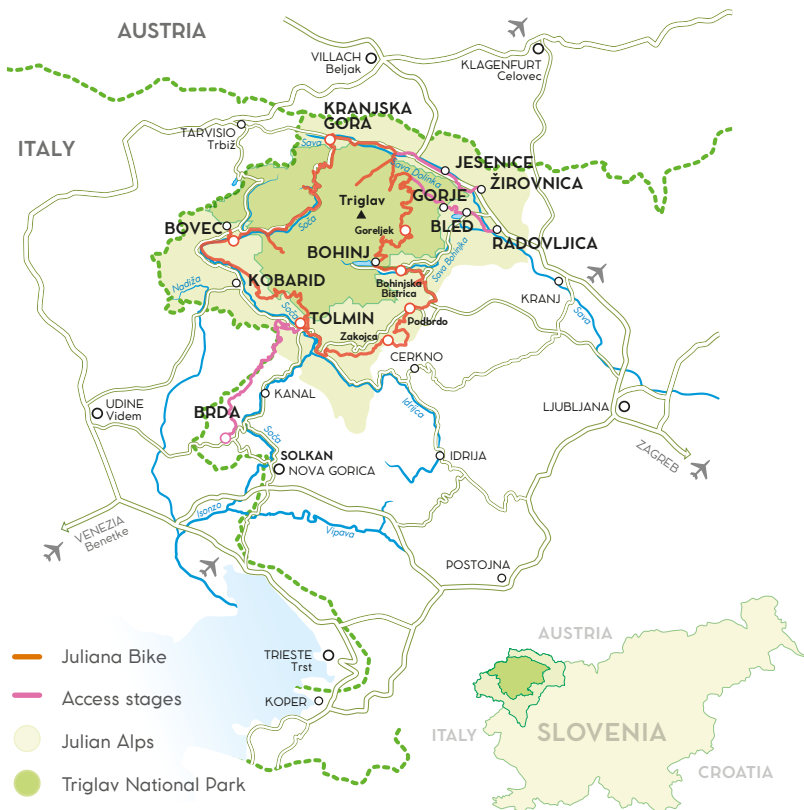 AUSTRIA
VILLACH
Beljak
KLAGENFURT
Celovec
KRANJSKA
GORA
TARVISIO
Trbiž
ITALY
Sava
Sava Dolinka
JESENICE
ŽIROVNICA
GORJE
Triglav
BLED
Soča
Goreljek
BOVEC
RADOVLJICA
BOHINJ
Sava Bohinjka
Bohinjska
Bistrica
KOBARID
Nadiža
KRANJ
Sava
Soča
TOLMIN
Podbrdo
Zakojca
CERKNO
KANAL
UDINE
Videm
BRDA
Idrijca
LJUBLJANA
Soča
SOLKAN
NOVA GORICA
IDRIJA
ZAGREB
Isonzo
VENEZIA
Benetke
Vipava
POSTOJNA
TRIESTE
Trst
KOPER
Juliana Bike
Access stages
Julian Alps
Triglav National Park
AUSTRIA
ITALY
SLOVENIA
CROATIA